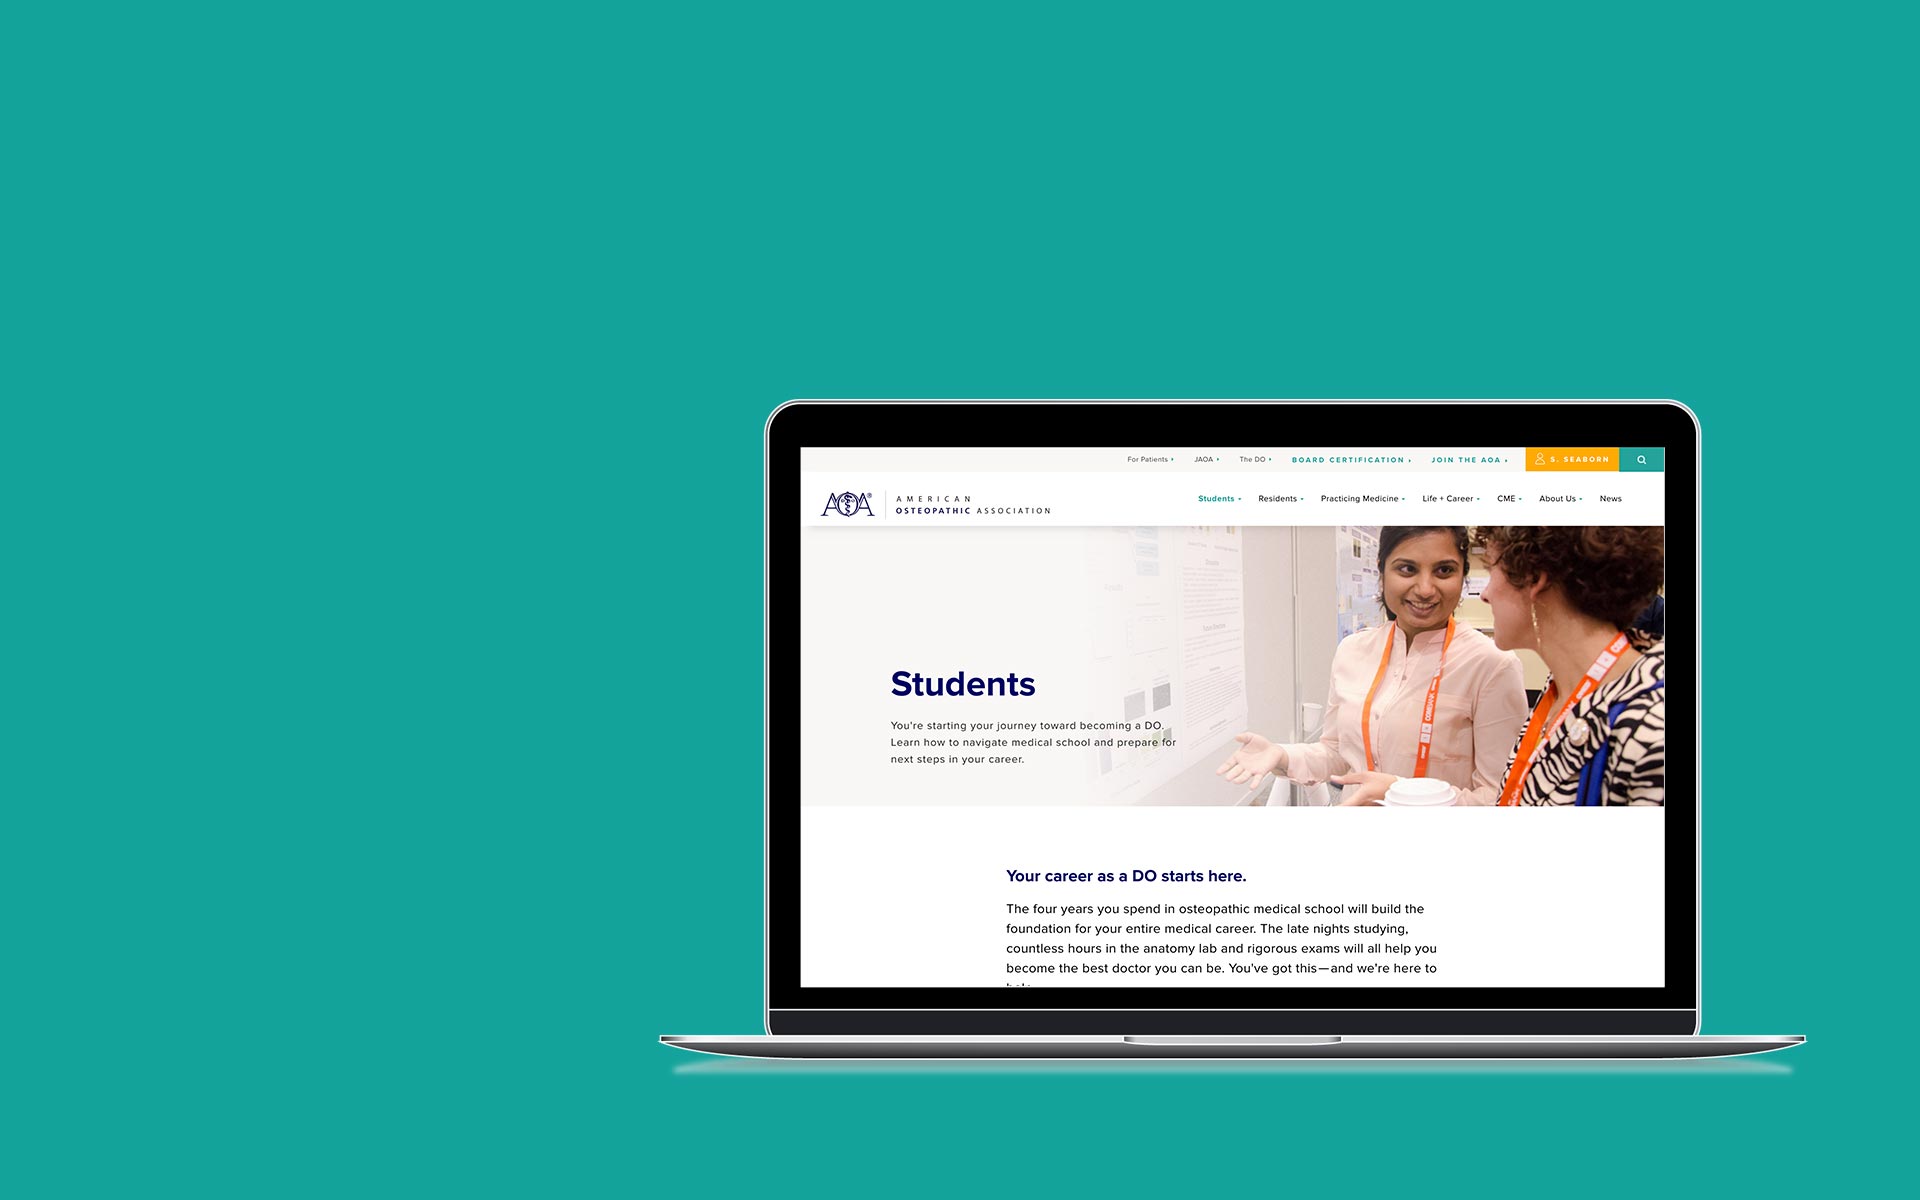 For Patients
JAOA
The DO
BOARD CERTIFICATION
JOIN THE AOA
S. SEABORN
AOA®
AMERICAN
OSTEOPATHIC ASSOCIATION
Students
Residents
Practicing Medicine
Life + Career
CME
About Us
News
Students
You're starting your journey toward becoming a DO.
Learn how to navigate medical school and prepare for
next steps in your career.
Your career as a DO starts here.
The four years you spend in osteopathic medical school will build the
foundation for your entire medical career. The late nights studying,
countless hours in the anatomy lab and rigorous exams will all help you
become the best doctor you can be. You've got this—and we're here to